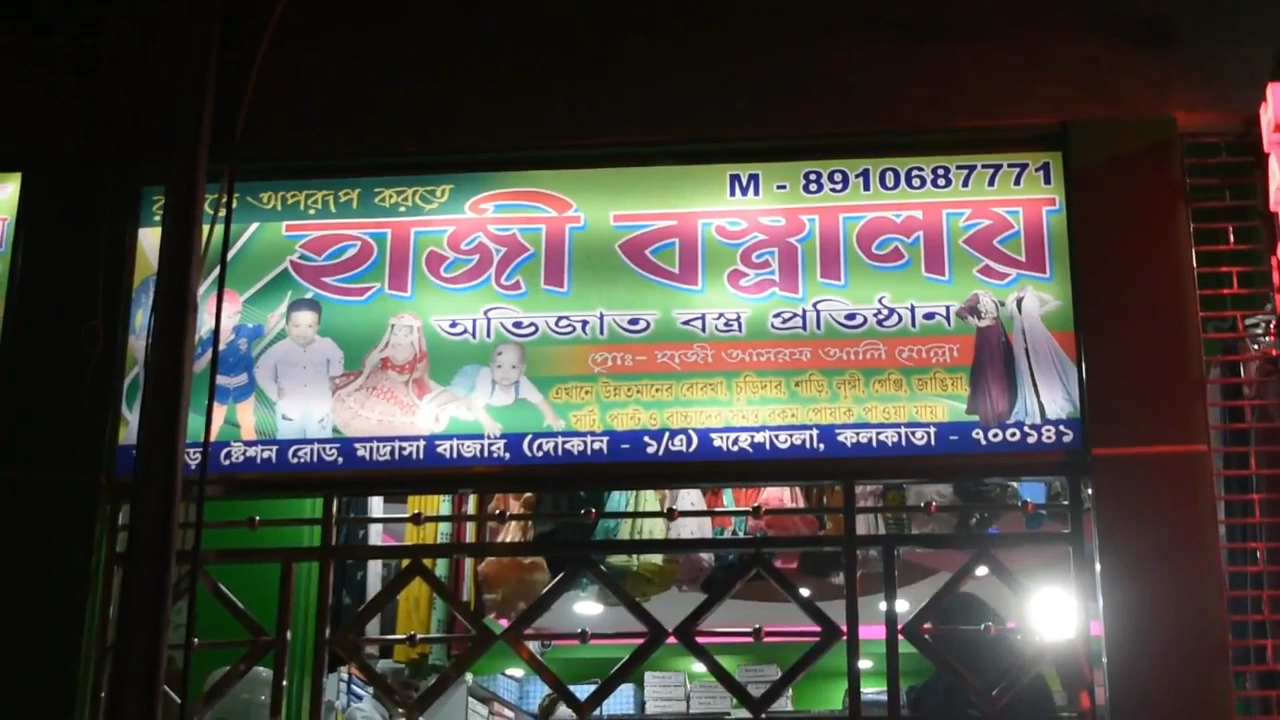 অপরূপ করতে
M - 8910687771
হাজী বস্ত্রালয়
অভিজাত বস্ত্র প্রতিষ্ঠান
প্রোঃ- হাজী আসরফ আলি মোল্লা
এখানে উন্নতমানের বোরখা, চুড়িদার, শাড়ি, লুঙ্গী, গেঞ্জি, জাঙিয়া,
সার্ট, প্যান্ট ও বাচ্চাদের সমস্ত রকম পোষাক পাওয়া যায়।
ষ্টেশন রোড, মাদ্রাসা বাজার, (দোকান - ১/এ) মহেশতলা, কলকাতা - ৭০০১৪১